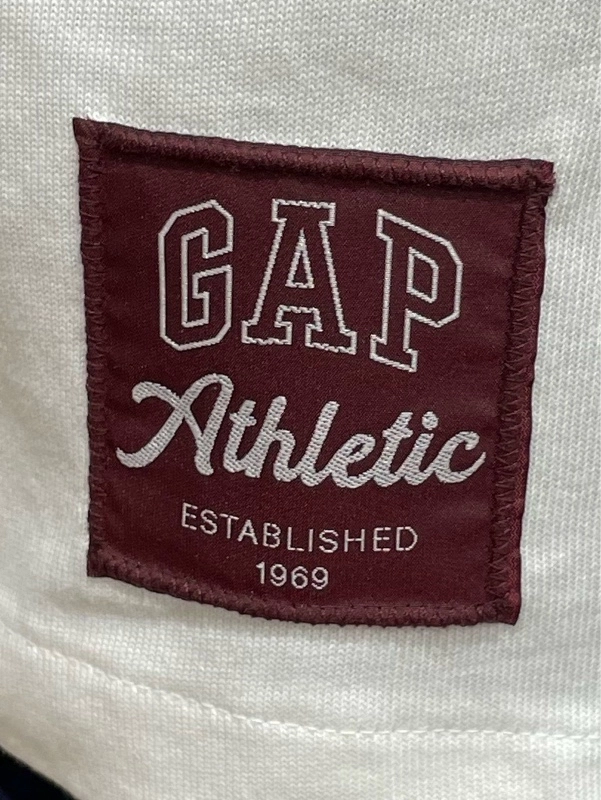 GAP
Athletic
ESTABLISHED
1969